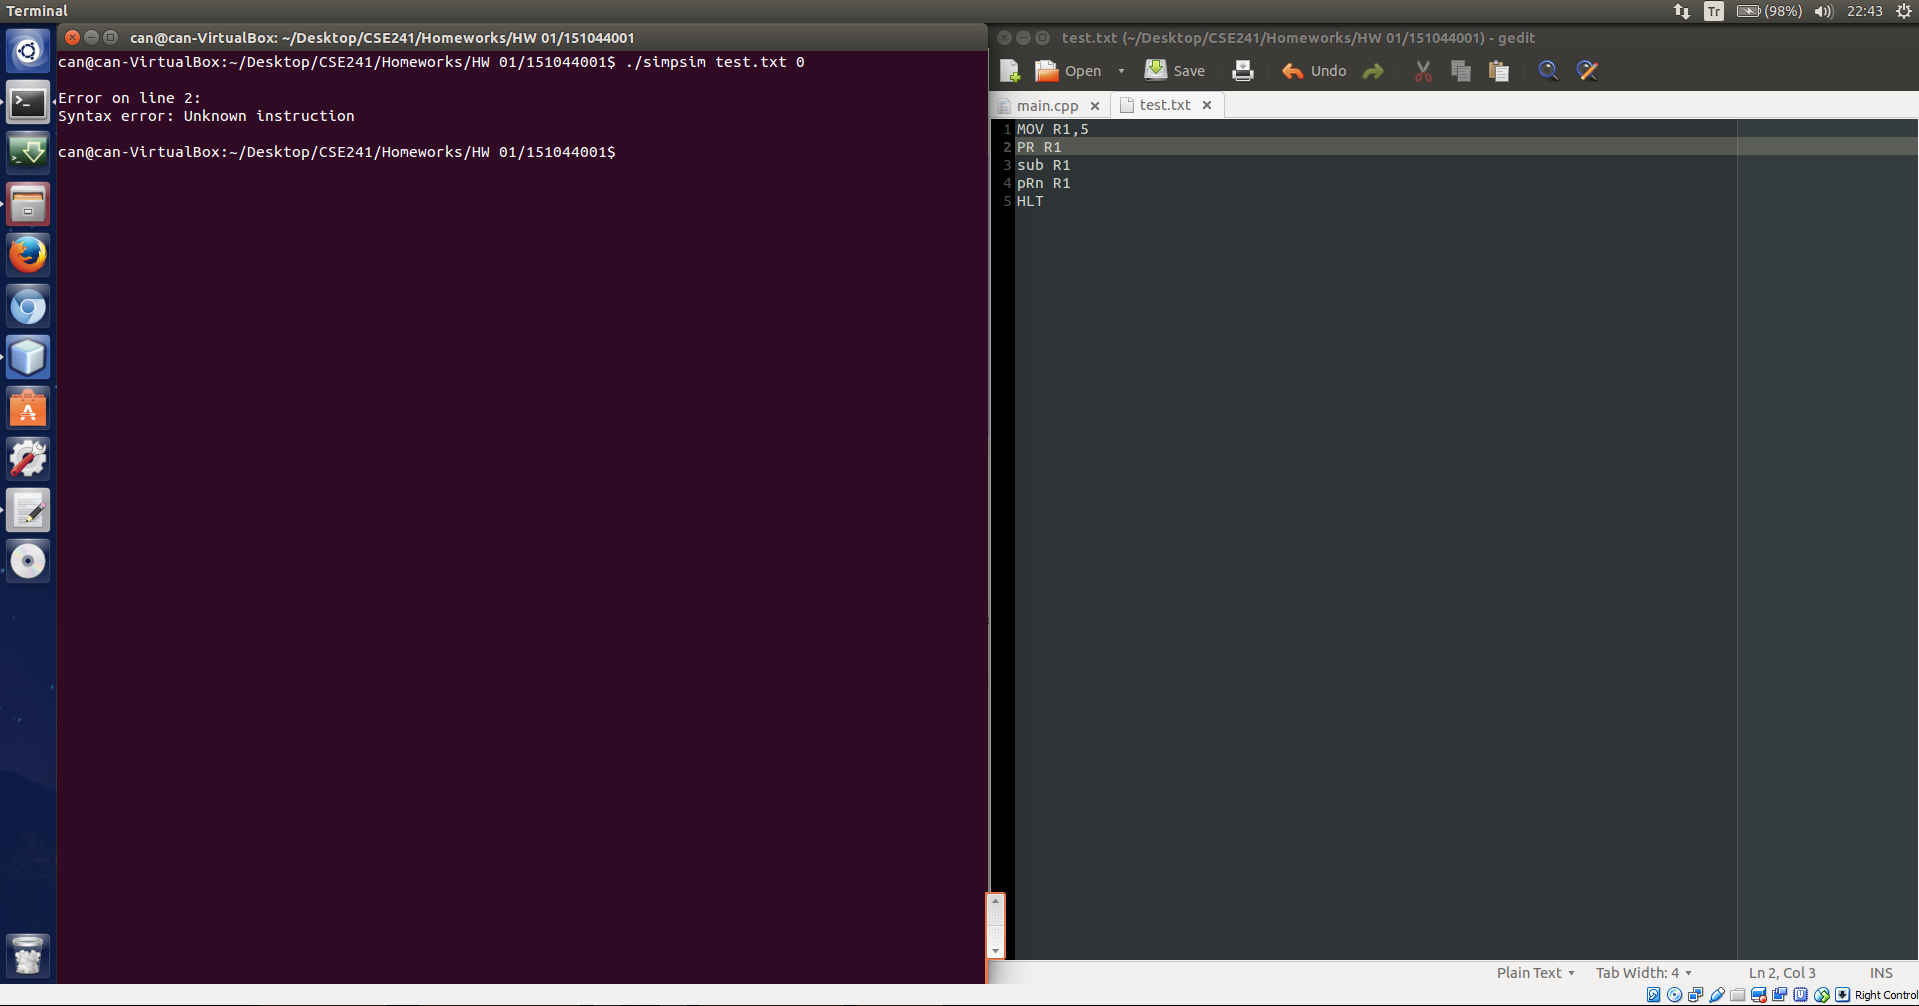 Terminal
Tr (98%) 22:43
can@can-VirtualBox: ~/Desktop/CSE241/Homeworks/HW 01/151044001
can@can-VirtualBox:~/Desktop/CSE241/Homeworks/HW 01/151044001$ ./simpsim test.txt 0
Error on line 2:
Syntax error: Unknown instruction
can@can-VirtualBox:~/Desktop/CSE241/Homeworks/HW 01/151044001$
test.txt (~/Desktop/CSE241/Homeworks/HW 01/151044001) - gedit
Open Save Undo
main.cpp test.txt
1 MOV R1,5
2 PR R1
3 sub R1
4 pRn R1
5 HLT
Plain Text Tab Width: 4 Ln 2, Col 3 INS
Right Control